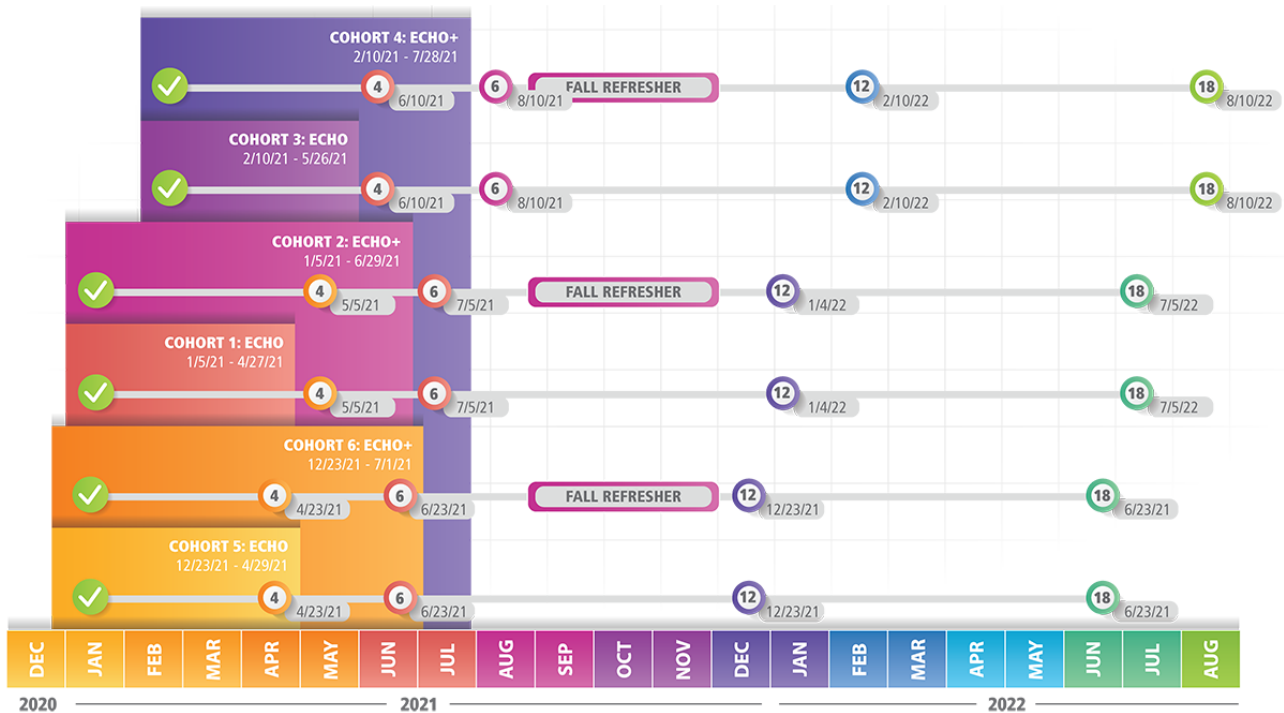 COHORT 4: ECHO+
2/10/21 - 7/28/21
4 6 FALL REFRESHER 12 18
6/10/21 8/10/21 2/10/22 8/10/22
COHORT 3: ECHO
2/10/21 - 5/26/21
4 6 12 18
6/10/21 8/10/21 2/10/22 8/10/22
COHORT 2: ECHO+
1/5/21 - 6/29/21
4 6 FALL REFRESHER 12 18
5/5/21 7/5/21 1/4/22 7/5/22
COHORT 1: ECHO
1/5/21 - 4/27/21
4 6 12 18
5/5/21 7/5/21 1/4/22 7/5/22
COHORT 6: ECHO+
12/23/21 - 7/1/21
4 6 FALL REFRESHER 12 18
4/23/21 6/23/21 12/23/21 6/23/21
COHORT 5: ECHO
12/23/21 - 4/29/21
4 6 12 18
4/23/21 6/23/21 12/23/21 6/23/21
DEC JAN FEB MAR APR MAY JUN JUL AUG SEP OCT NOV DEC JAN FEB MAR APR MAY JUN JUL AUG
2020 2021 2022